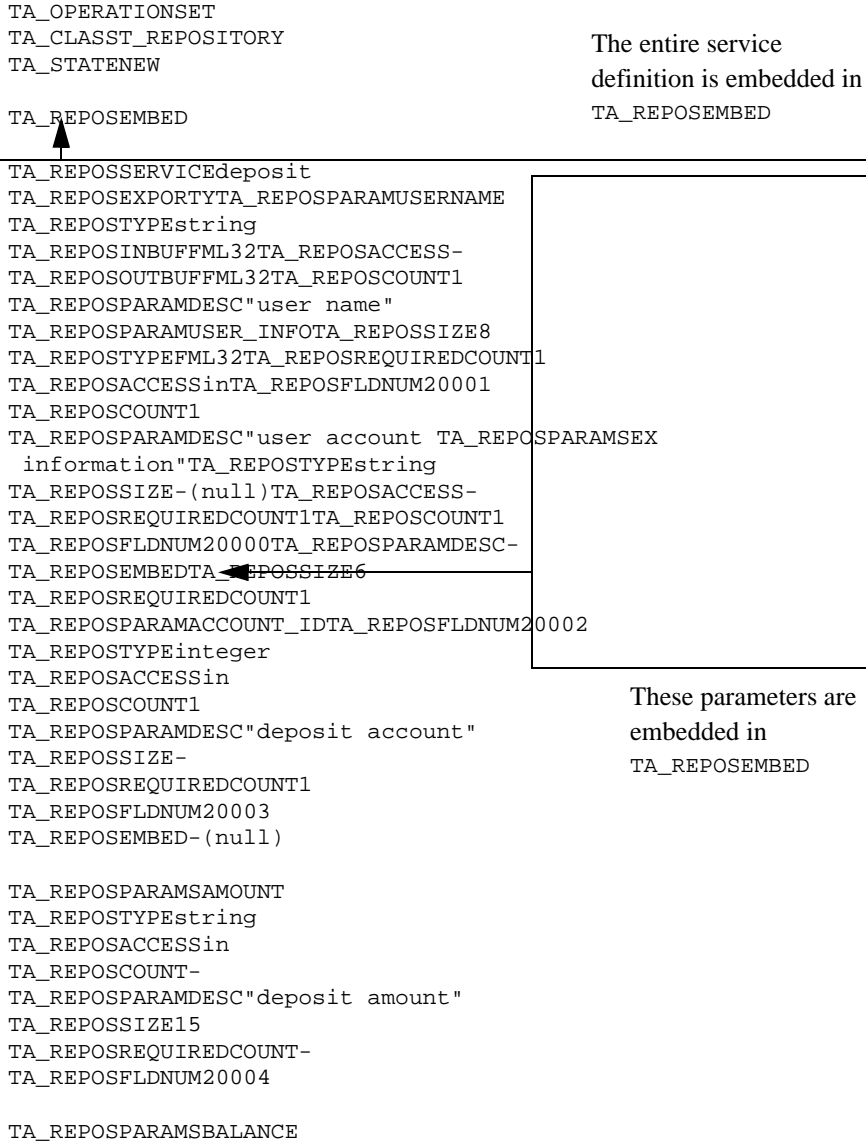 TA_OPERATIONSET
TA_CLASST_REPOSITORY
TA_STATENEW
The entire service
definition is embedded in
TA_REPOSEMBED
TA_REPOSEMBED
TA_REPOSSERVICEdeposit
TA_REPOSEXPORTYTA_REPOSPARAMUSERNAME
TA_REPOSTYPEstring
TA_REPOSINBUFFML32TA_REPOSACCESS-
TA_REPOSOUTBUFFML32TA_REPOSCOUNT1
TA_REPOSPARAMDESC"user name"
TA_REPOSPARAMUSER_INFOTA_REPOSSIZE8
TA_REPOSTYPEFML32TA_REPOSREQUIREDCOUNT1
TA_REPOSACCESSinTA_REPOSFLDNUM20001
TA_REPOSCOUNT1
TA_REPOSPARAMDESC"user account TA_REPOSPARAMSEX
information"TA_REPOSTYPEstring
TA_REPOSSIZE-(null)TA_REPOSACCESS-
TA_REPOSREQUIREDCOUNT1TA_REPOSCOUNT1
TA_REPOSFLDNUM20000TA_REPOSPARAMDESC-
TA_REPOSEMBEDTA_REPOSSIZE6
TA_REPOSREQUIREDCOUNT1
TA_REPOSPARAMACCOUNT_IDTA_REPOSFLDNUM20002
TA_REPOSTYPEinteger
TA_REPOSACCESSin
TA_REPOSCOUNT1
TA_REPOSPARAMDESC"deposit account"
TA_REPOSSIZE-
TA_REPOSREQUIREDCOUNT1
TA_REPOSFLDNUM20003
TA_REPOSEMBED-(null)
These parameters are
embedded in
TA_REPOSEMBED
TA_REPOSPARAMSAMOUNT
TA_REPOSTYPEstring
TA_REPOSACCESSin
TA_REPOSCOUNT-
TA_REPOSPARAMDESC"deposit amount"
TA_REPOSSIZE15
TA_REPOSREQUIREDCOUNT-
TA_REPOSFLDNUM20004
TA_REPOSPARAMSBALANCE